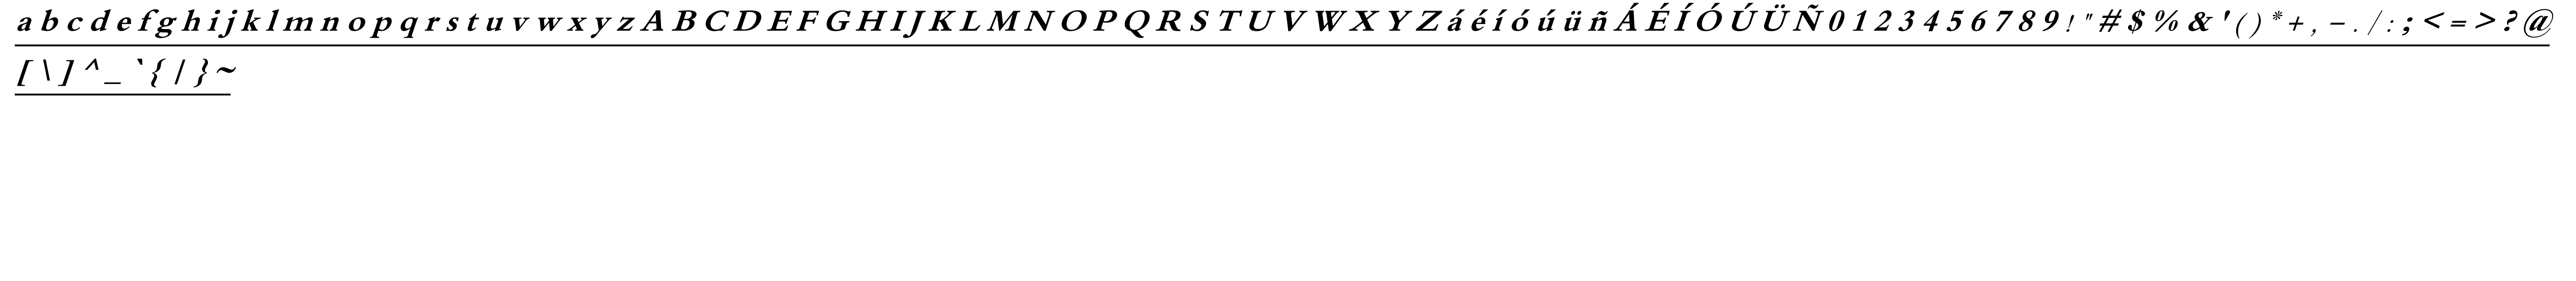 a b c d e f g h i j k l m n o p q r s t u v w x y z A B C D E F G H I J K L M N O P Q R S T U V W X Y Z á é í ó ú ü ñ Á É Í Ó Ú Ü Ñ 0 1 2 3 4 5 6 7 8 9 ! " # $ % & ' ( ) * + , - . / : ; < = > ? @
[ \ ] ^ _ ` { | } ~